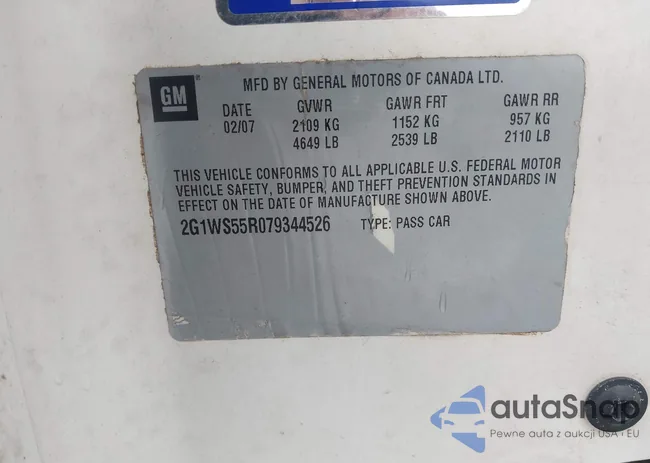 GM
MFD BY GENERAL MOTORS OF CANADA LTD.
DATE GVWR GAWR FRT GAWR RR
02/07 2109 KG 1152 KG 957 KG
4649 LB 2539 LB 2110 LB
THIS VEHICLE CONFORMS TO ALL APPLICABLE U.S. FEDERAL MOTOR
VEHICLE SAFETY, BUMPER, AND THEFT PREVENTION STANDARDS IN
EFFECT ON THE DATE OF MANUFACTURE SHOWN ABOVE.
2G1WS55R079344526 TYPE: PASS CAR
autaSnap
Pewne auta z aukcji USA i EU